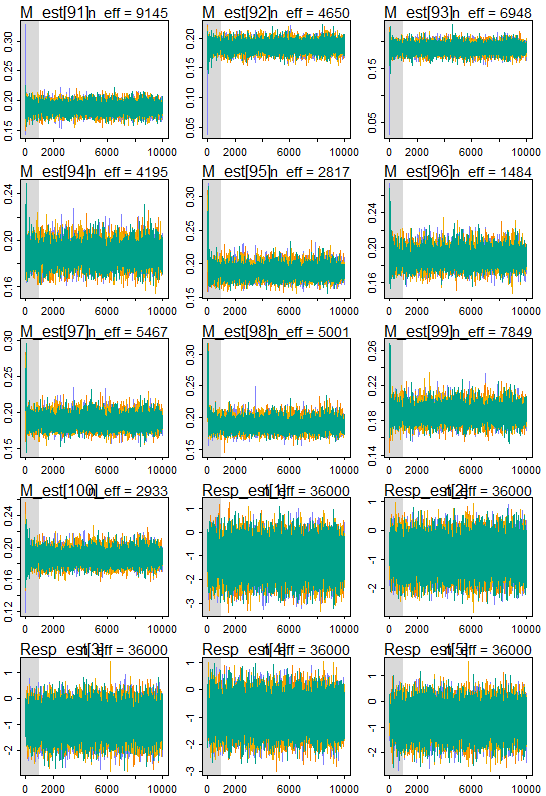 M_est[91]n_eff = 9145
M_est[92]n_eff = 4650
M_est[93]n_eff = 6948
0.15 0.20 0.25 0.30
0.05 0.10 0.15 0.20
0.05 0.15
0 2000 6000 10000
0 2000 6000 10000
0 2000 6000 10000
M_est[94]n_eff = 4195
M_est[95]n_eff = 2817
M_est[96]n_eff = 1484
0.16 0.20 0.24
0.15 0.20 0.25 0.30
0.16 0.20 0.24
0 2000 6000 10000
0 2000 6000 10000
0 2000 6000 10000
M_est[97]n_eff = 5467
M_est[98]n_eff = 5001
M_est[99]n_eff = 7849
0.15 0.20 0.25 0.30
0.15 0.20 0.25 0.30
0.14 0.18 0.22 0.26
0 2000 6000 10000
0 2000 6000 10000
0 2000 6000 10000
M_est[100]n_eff = 2933
Resp_est[1]n_eff = 36000
Resp_est[2]n_eff = 36000
0.12 0.16 0.20 0.24
-3 -2 -1 0 1
-2 -1 0 1
0 2000 6000 10000
0 2000 6000 10000
0 2000 6000 10000
Resp_est[3]n_eff = 36000
Resp_est[4]n_eff = 36000
Resp_est[5]n_eff = 36000
-2 -1 0 1
-3 -2 -1 0 1
-2 -1 0 1
0 2000 6000 10000
0 2000 6000 10000
0 2000 6000 10000